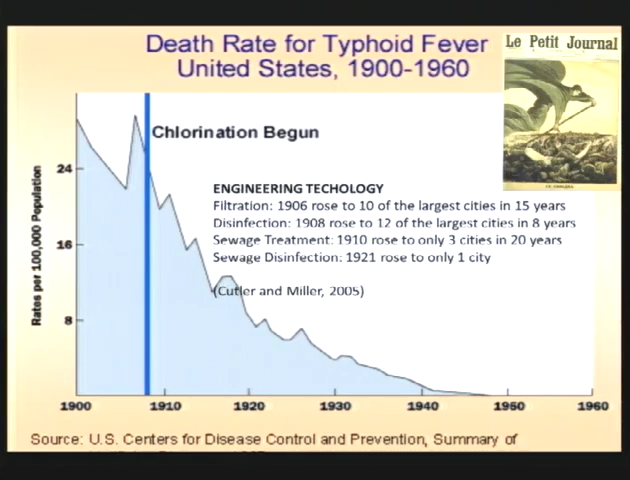 Death Rate for Typhoid Fever
United States, 1900-1960
Le Petit Journal
Chlorination Begun
ENGINEERING TECHOLOGY
Filtration: 1906 rose to 10 of the largest cities in 15 years
Disinfection: 1908 rose to 12 of the largest cities in 8 years
Sewage Treatment: 1910 rose to only 3 cities in 20 years
Sewage Disinfection: 1921 rose to only 1 city
(Cutler and Miller, 2005)
Rates per 100,000 Population
24
16
8
1900 1910 1920 1930 1940 1950 1960
Source: U.S. Centers for Disease Control and Prevention, Summary of